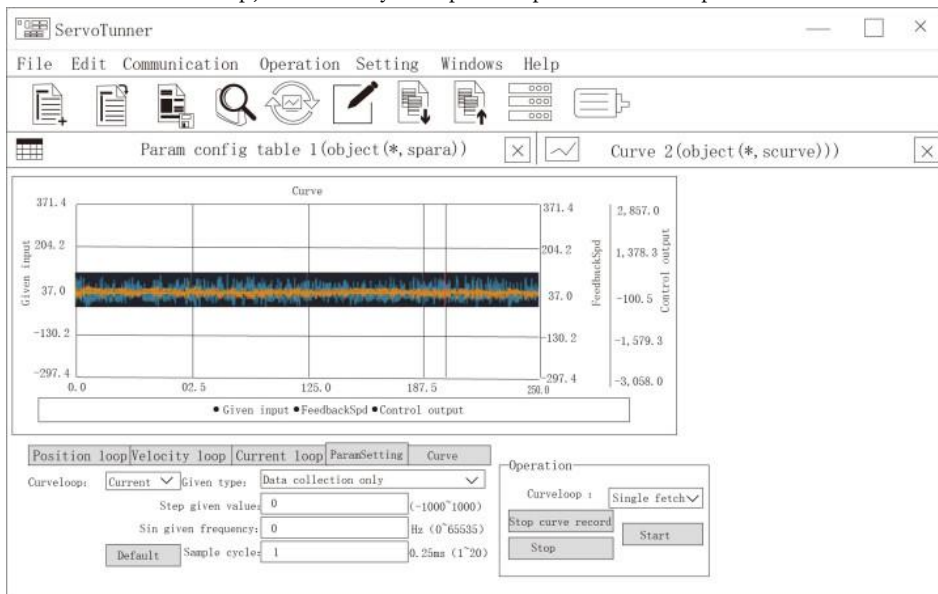 ServoTunner
File Edit Communication Operation Setting Windows Help
Param config table 1(object(*,spara))
Curve 2(object(*,scurve)))
Curve
371.4
204.2
37.0
-130.2
-297.4
Given input
0.0 02.5 125.0 187.5 250.0
371.4
204.2
37.0
-130.2
-297.4
FeedbackSpd
2,857.0
1,378.3
-100.5
-1,579.3
-3,058.0
Control output
● Given input ● FeedbackSpd ● Control output
Position loop Velocity loop Current loop ParamSetting Curve
Curveloop: Current Given type: Data collection only
Step given value: 0 (-1000~1000)
Sin given frequency: 0 Hz (0~65535)
Default Sample cycle: 1 0.25ms (1~20)
Operation
Curveloop : Single fetch
Stop curve record
Start
Stop